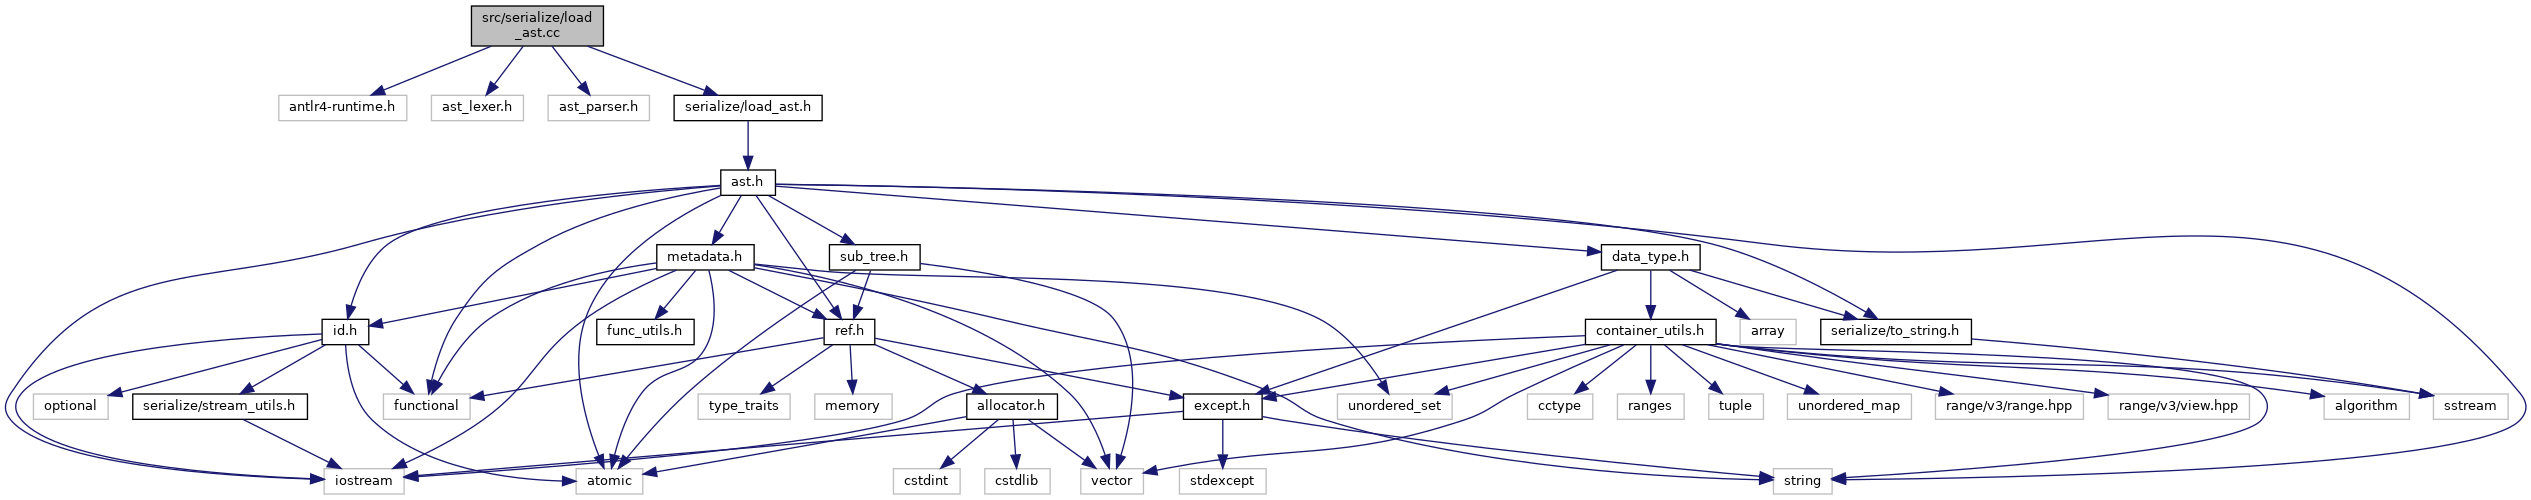 src/serialize/load
_ast.cc
antlr4-runtime.h
ast_lexer.h
ast_parser.h
serialize/load_ast.h
ast.h
metadata.h
sub_tree.h
data_type.h
id.h
func_utils.h
ref.h
container_utils.h
array
serialize/to_string.h
optional
serialize/stream_utils.h
functional
type_traits
memory
allocator.h
except.h
unordered_set
cctype
ranges
tuple
unordered_map
range/v3/range.hpp
range/v3/view.hpp
algorithm
sstream
iostream
atomic
cstdint
cstdlib
vector
stdexcept
string